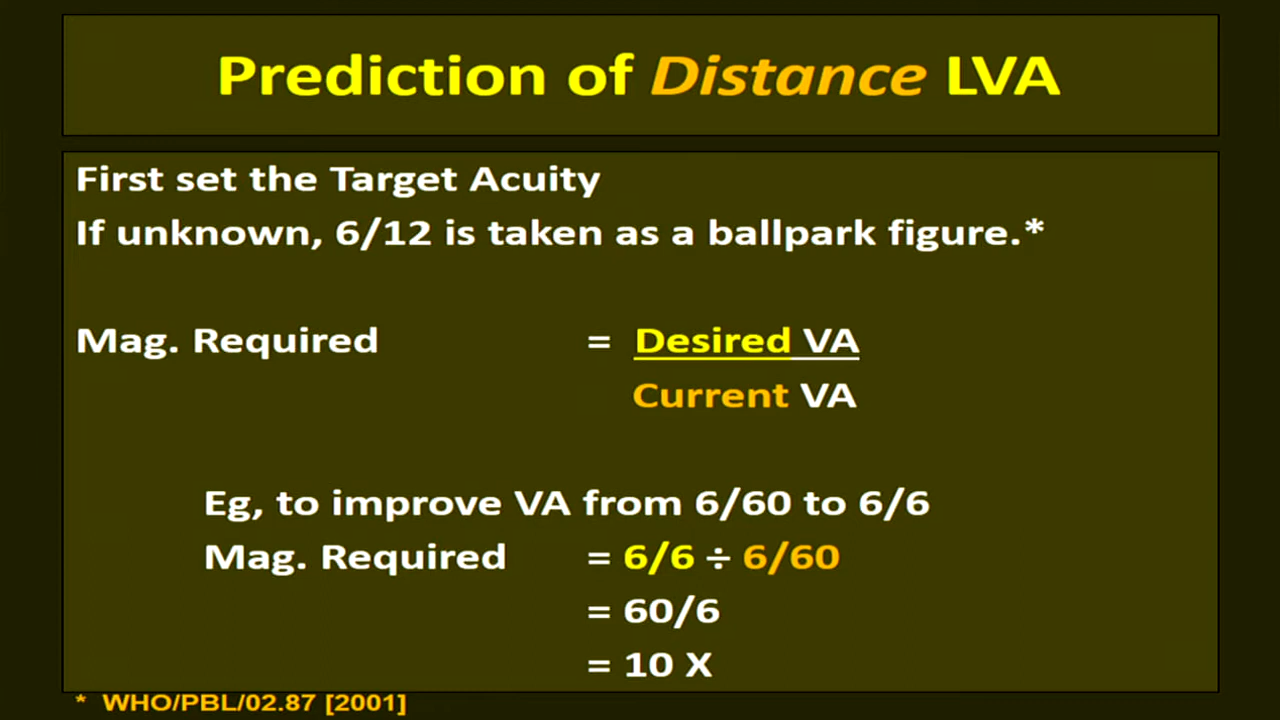 Prediction of Distance LVA
First set the Target Acuity
If unknown, 6/12 is taken as a ballpark figure.*
Mag. Required = Desired VA
Current VA
Eg, to improve VA from 6/60 to 6/6
Mag. Required = 6/6 ÷ 6/60
= 60/6
= 10 X
* WHO/PBL/02.87 [2001]